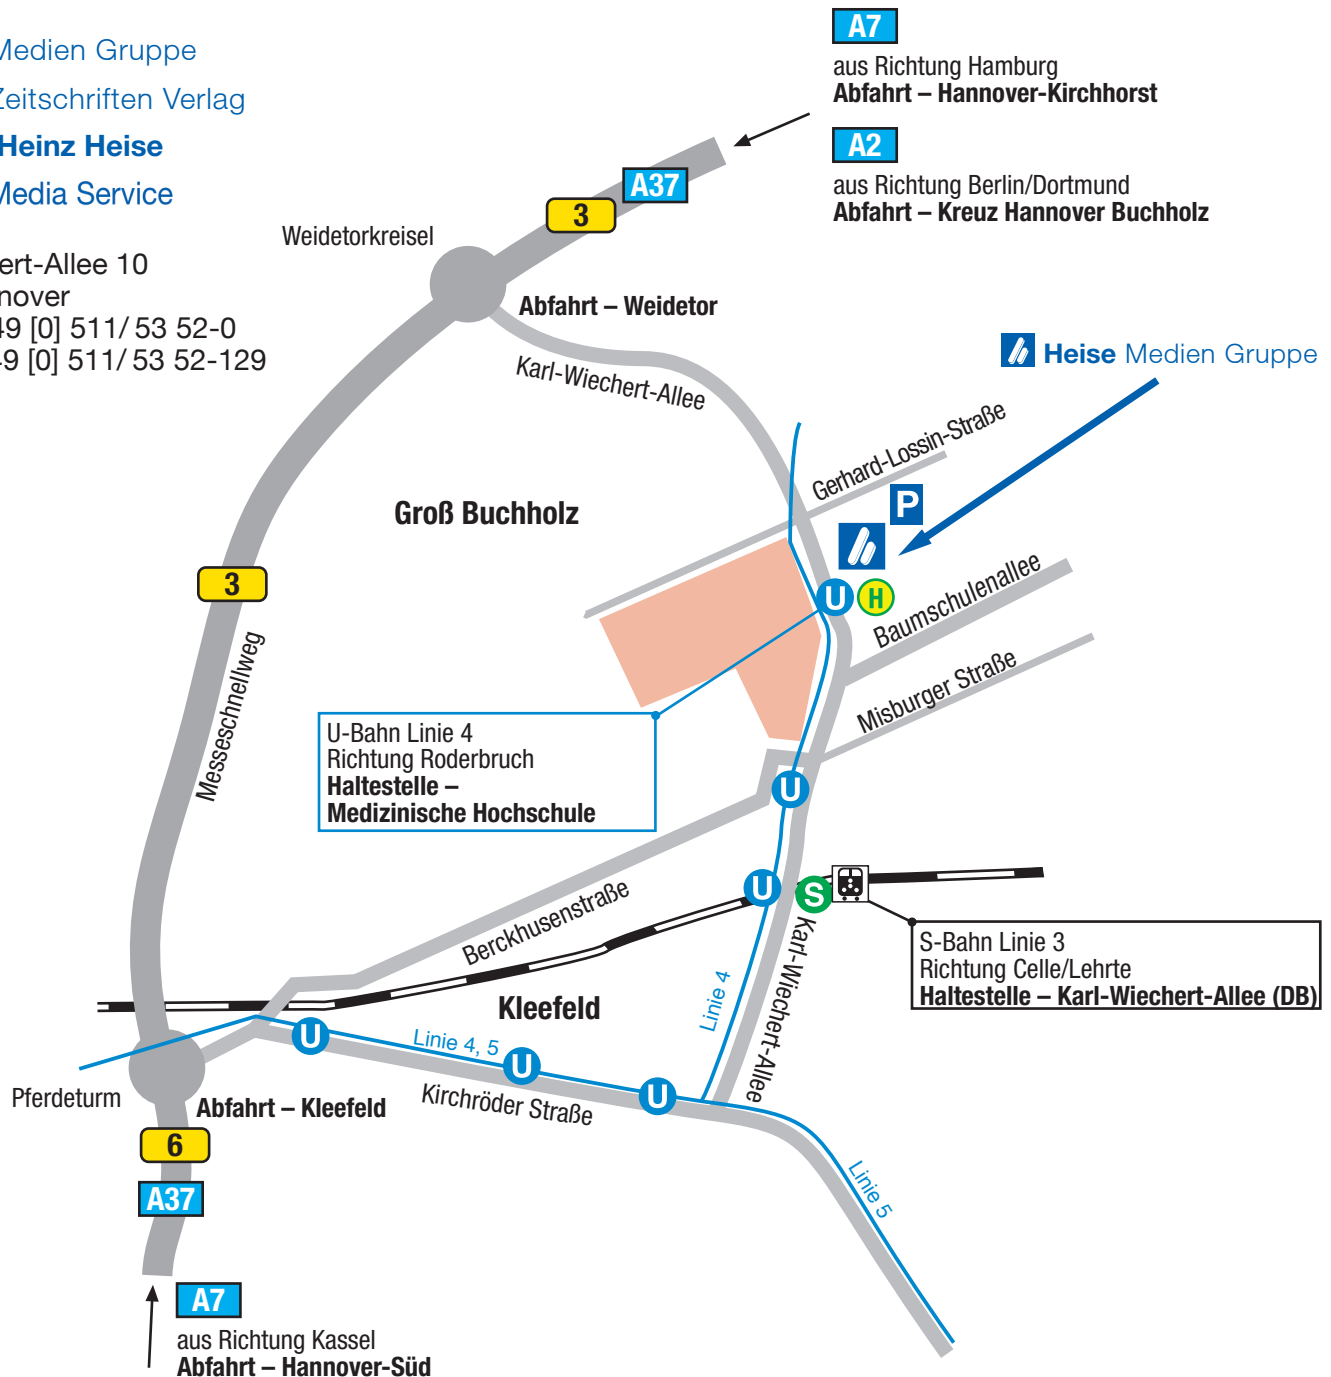 Medien Gruppe
Zeitschriften Verlag
Heinz Heise
Media Service
ert-Allee 10
nover
49 [0] 511/ 53 52-0
9 [0] 511/ 53 52-129
A7
aus Richtung Hamburg
Abfahrt – Hannover-Kirchhorst
A2
aus Richtung Berlin/Dortmund
Abfahrt – Kreuz Hannover Buchholz
A37
3
Weidetorkreisel
Abfahrt – Weidetor
Karl-Wiechert-Allee
Heise Medien Gruppe
Gerhard-Lossin-Straße
P
Groß Buchholz
3
U
H
Baumschulenallee
Messeschnellweg
Misburger Straße
U-Bahn Linie 4
Richtung Roderbruch
Haltestelle –
Medizinische Hochschule
U
U
S
Berckhusenstraße
Karl-Wiechert-Allee
S-Bahn Linie 3
Richtung Celle/Lehrte
Haltestelle – Karl-Wiechert-Allee (DB)
Linie 4
Kleefeld
U
Linie 4, 5
U
U
Kirchröder Straße
Pferdeturm
Abfahrt – Kleefeld
6
A37
Linie 5
A7
aus Richtung Kassel
Abfahrt – Hannover-Süd